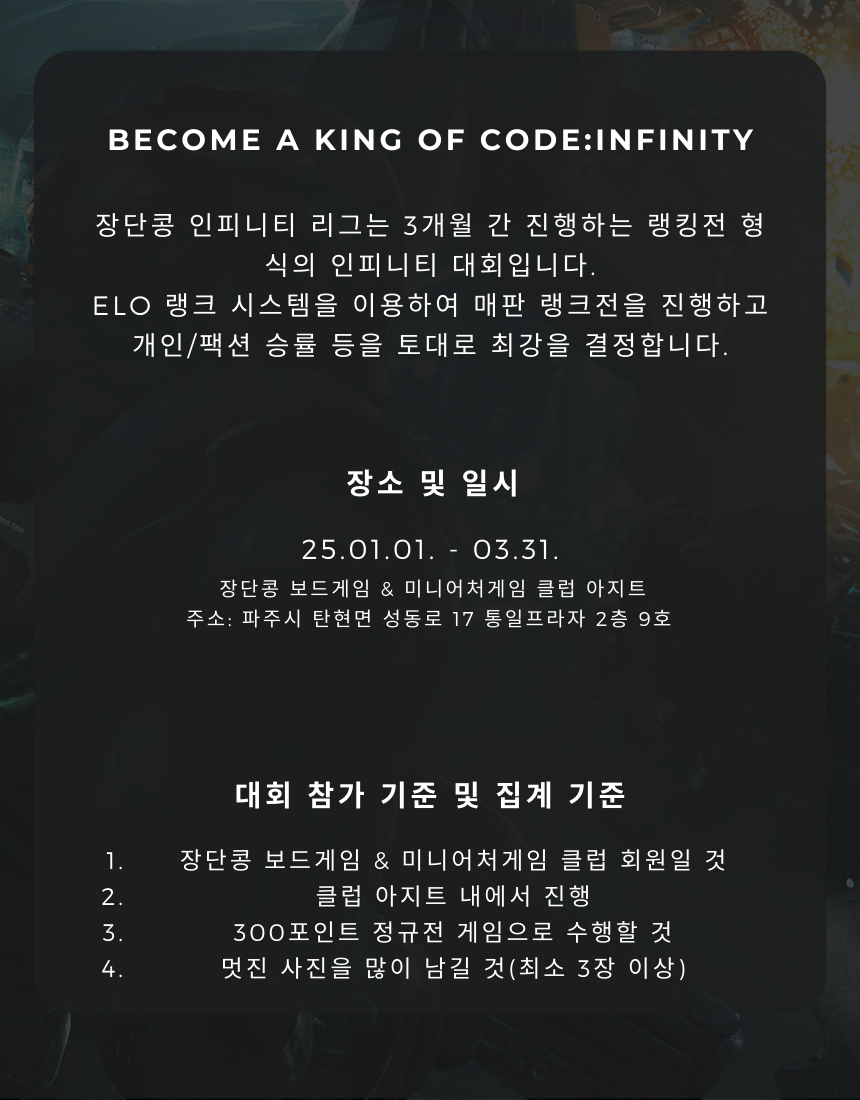 BECOME A KING OF CODE:INFINITY
장단콩 인피니티 리그는 3개월 간 진행하는 랭킹전 형
식의 인피니티 대회입니다.
ELO 랭크 시스템을 이용하여 매판 랭크전을 진행하고
개인/팩션 승률 등을 토대로 최강을 결정합니다.
장소 및 일시
25.01.01. - 03.31.
장단콩 보드게임 & 미니어처게임 클럽 아지트
주소: 파주시 탄현면 성동로 17 통일프라자 2층 9호
대회 참가 기준 및 집계 기준
1. 장단콩 보드게임 & 미니어처게임 클럽 회원일 것
2. 클럽 아지트 내에서 진행
3. 300포인트 정규전 게임으로 수행할 것
4. 멋진 사진을 많이 남길 것(최소 3장 이상)